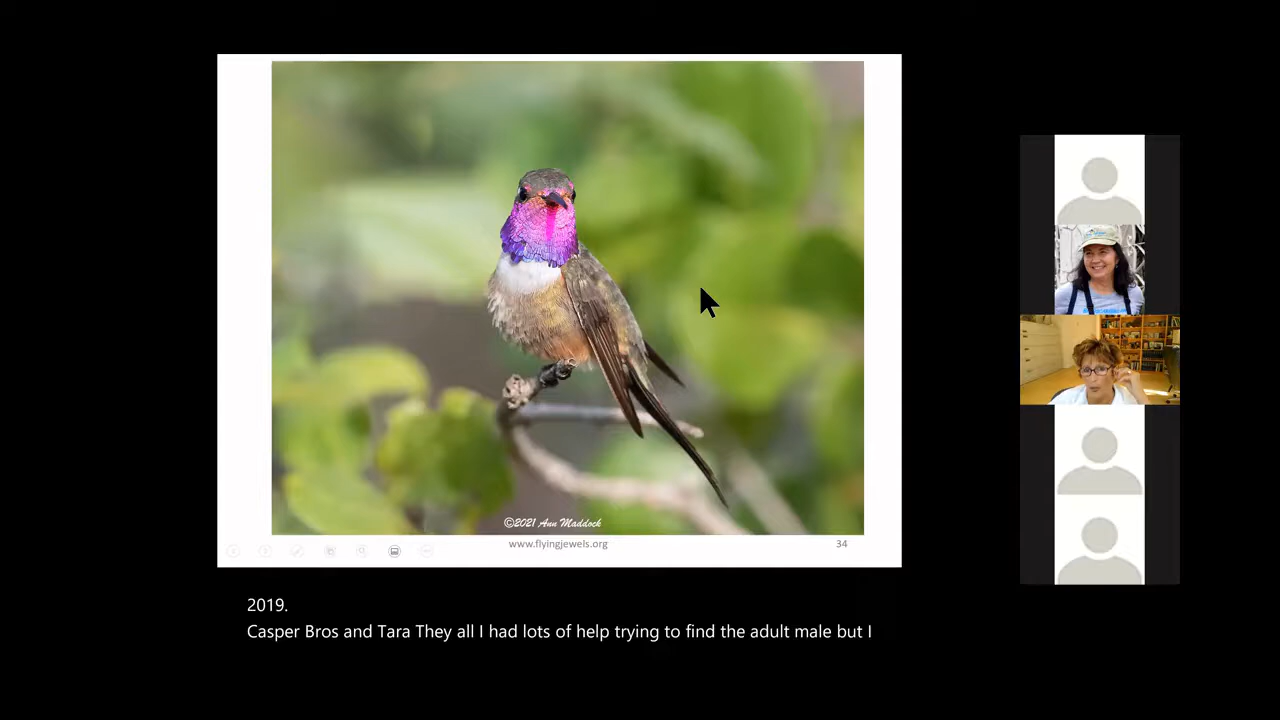 ©2021 Ann Maddock
www.flyingjewels.org
34
2019.
Casper Bros and Tara They all I had lots of help trying to find the adult male but I